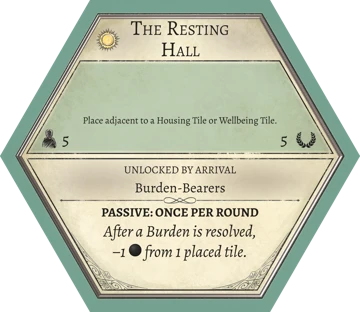 THE RESTING
HALL
Place adjacent to a Housing Tile or Wellbeing Tile.
5 5
UNLOCKED BY ARRIVAL
Burden-Bearers
PASSIVE: ONCE PER ROUND
After a Burden is resolved,
–1 from 1 placed tile.